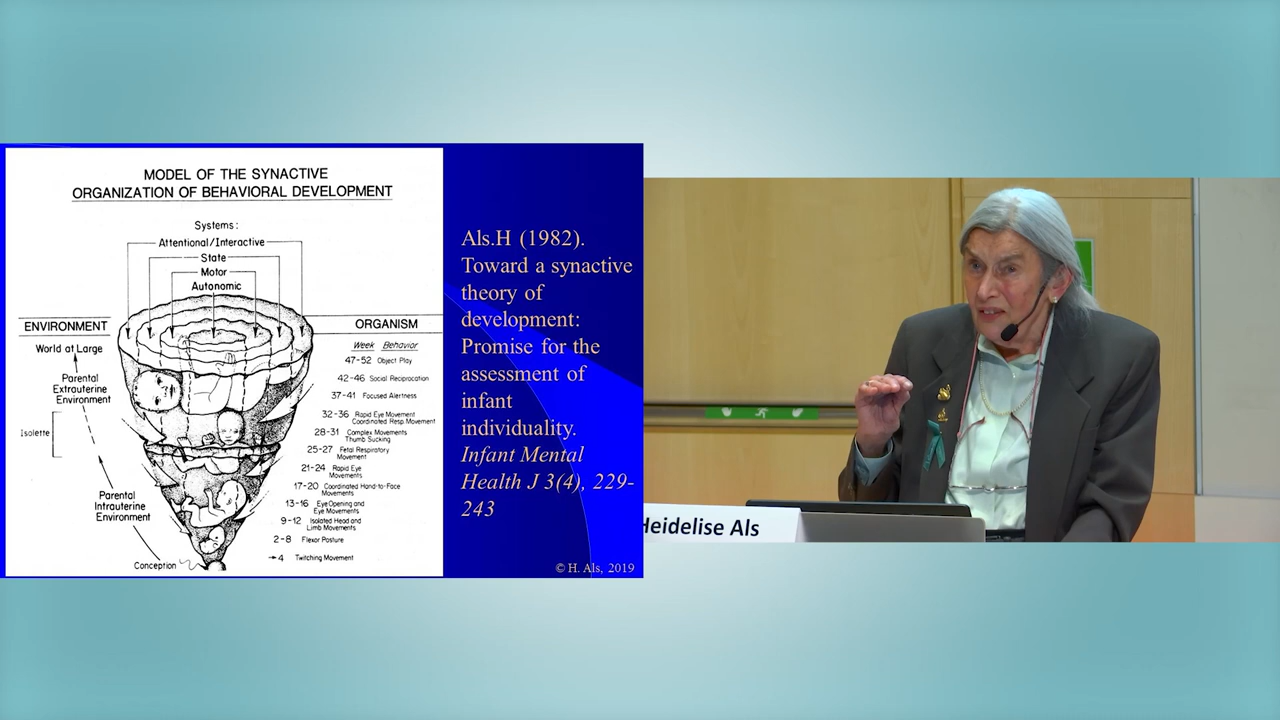 MODEL OF THE SYNACTIVE
ORGANIZATION OF BEHAVIORAL DEVELOPMENT
Systems:
Attentional/Interactive
State
Motor
Autonomic
ENVIRONMENT
World at Large
Parental
Extrauterine
Environment
Isolette
Parental
Intrauterine
Environment
Conception
ORGANISM
Week Behavior
47-52 Object Play
42-46 Social Reciprocation
37-41 Focused Alertness
32-36 Rapid Eye Movement
Coordinated Resp. Movement
28-31 Complex Movements
Thumb Sucking
25-27 Fetal Respiratory
Movement
21-24 Rapid Eye
Movements
17-20 Coordinated Hand-to-Face
Movements
13-16 Eye Opening and
Eye Movements
9-12 Isolated Head and
Limb Movements
2-8 Flexor Posture
→4 Twitching Movement
Als.H (1982).
Toward a synactive
theory of
development:
Promise for the
assessment of
infant
individuality.
Infant Mental
Health J 3(4), 229-
243
© H. Als, 2019
Heidelise Als